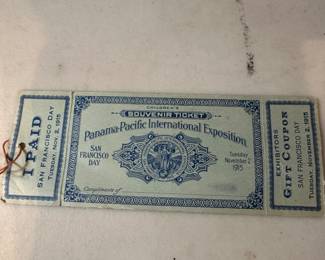 I PAID
SAN FRANCISCO DAY
TUESDAY, NOV. 2, 1915
CHILDREN'S
SOUVENIR TICKET
Panama-Pacific International Exposition
SAN
FRANCISCO
DAY
Tuesday
November 2
1915
Compliments of
EXHIBITORS
GIFT COUPON
SAN FRANCISCO DAY
TUESDAY, NOVEMBER 2, 1915